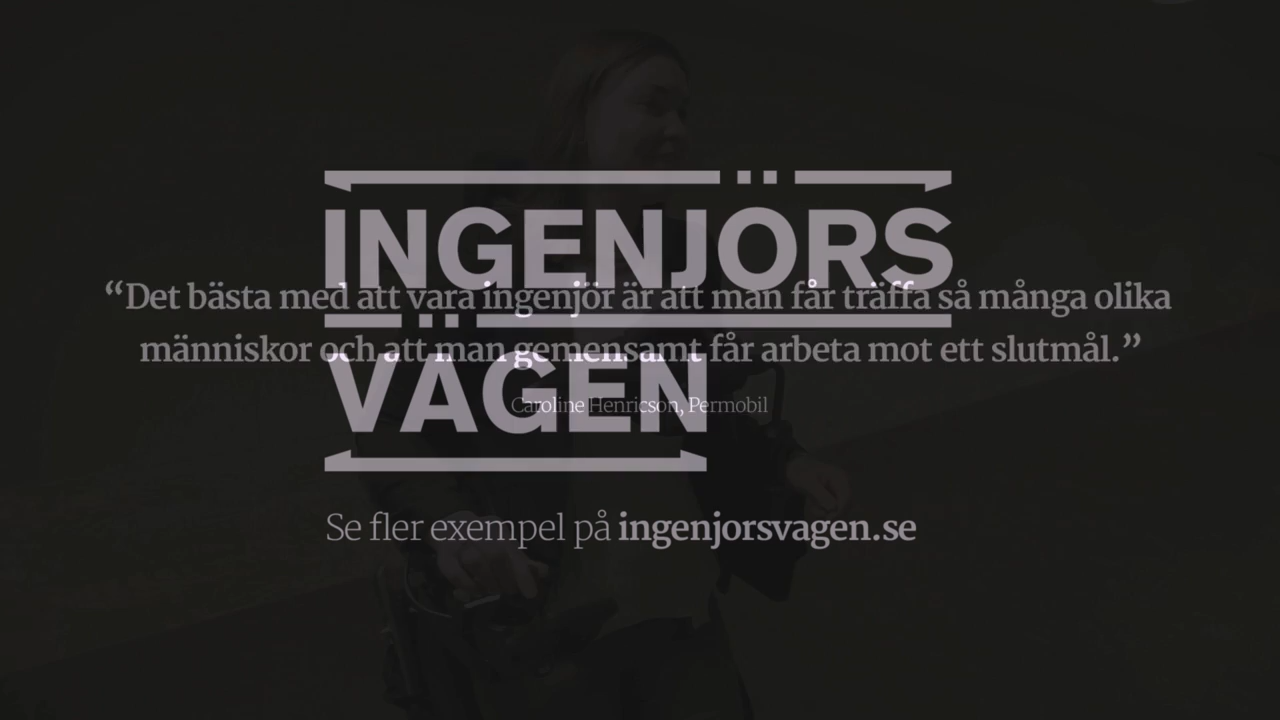 INGENJÖRS
VÄGEN
“Det bästa med att vara ingenjör är att man får träffa så många olika
människor och att man gemensamt får arbeta mot ett slutmål.”
Caroline Henricson, Permobil
Se fler exempel på ingenjorsvagen.se